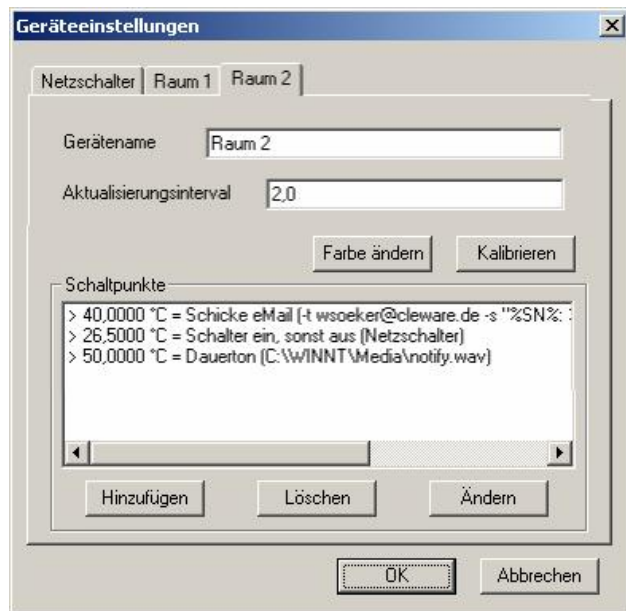 Geräteeinstellungen
Netzschalter Raum 1 Raum 2
Gerätename Raum 2
Aktualisierungsinterval 2,0
Farbe ändern Kalibrieren
Schaltpunkte
> 40,0000 °C = Schicke eMail (-t wsoeker@cleware.de -s "%SN%:
> 26,5000 °C = Schalter ein, sonst aus (Netzschalter)
> 50,0000 °C = Dauerton (C:\WINNT\Media\notify.wav)
Hinzufügen Löschen Ändern
OK Abbrechen